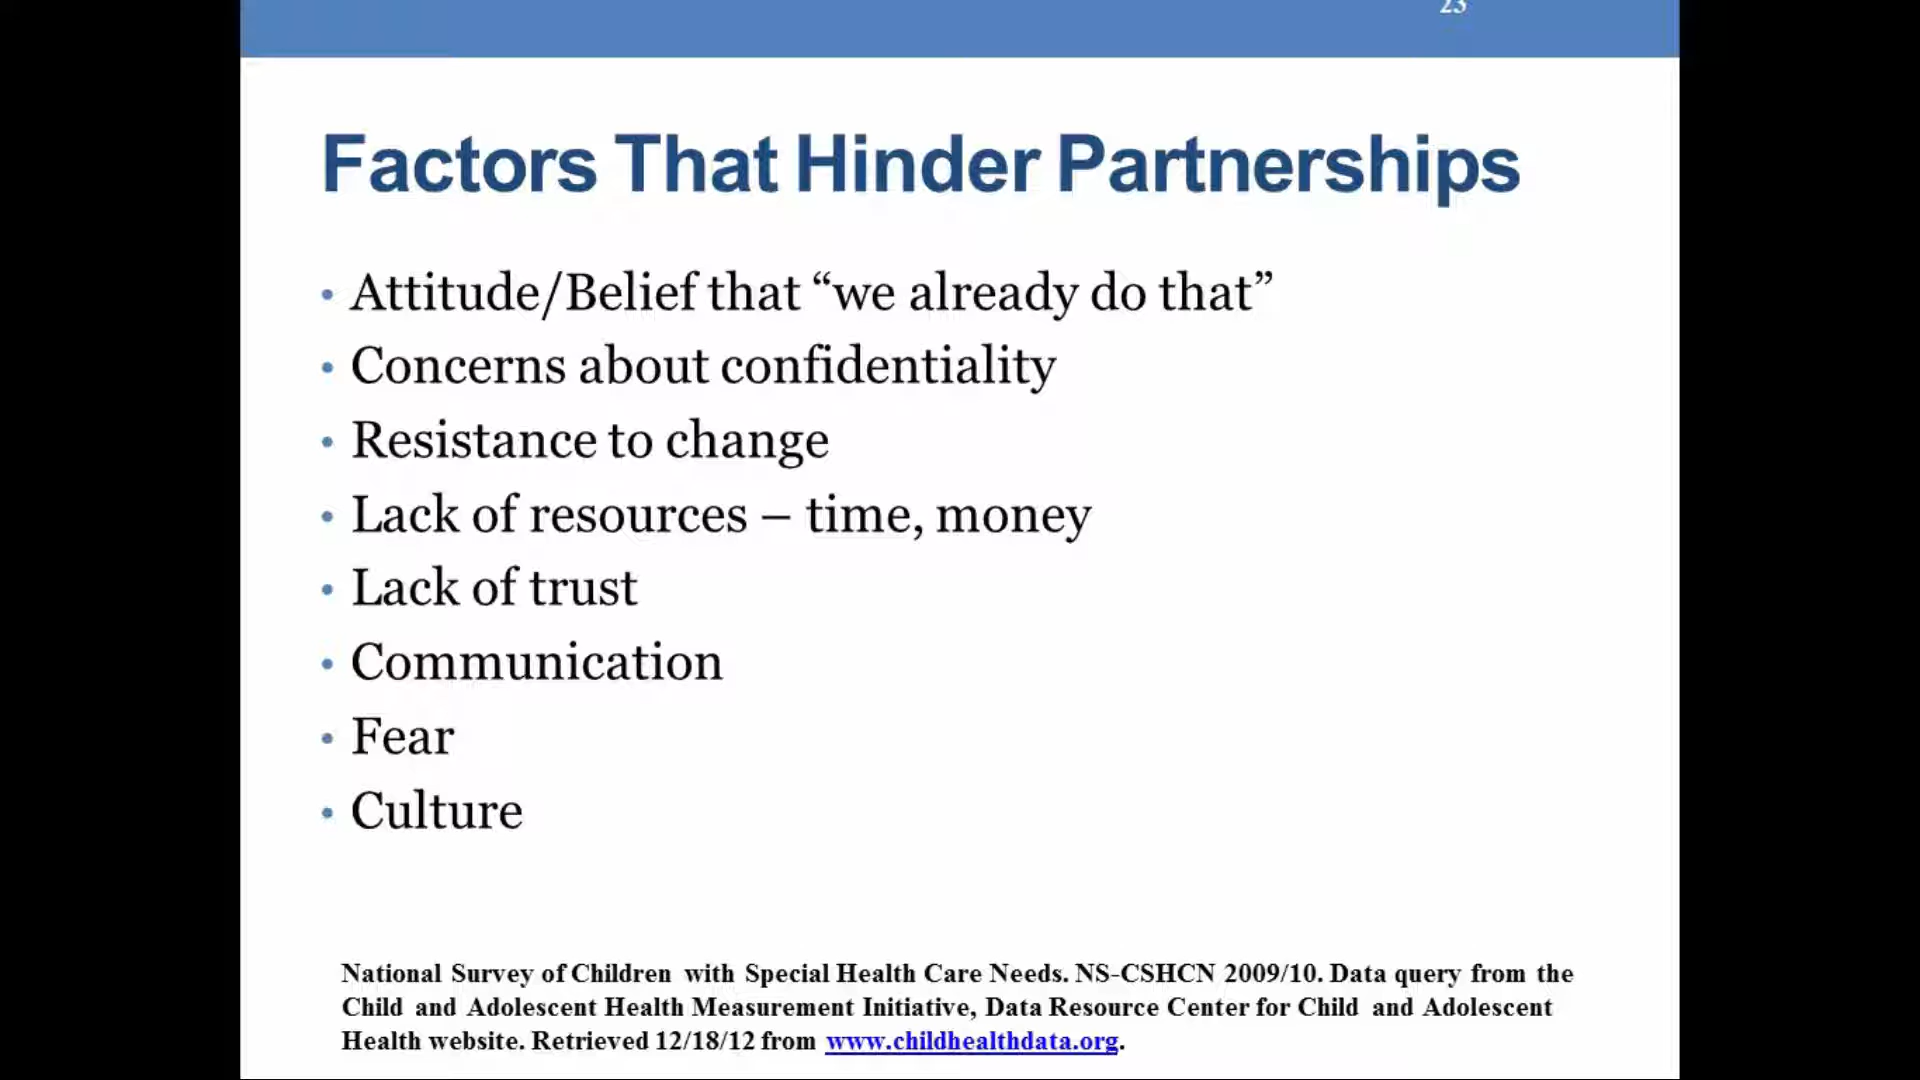 23
Factors That Hinder Partnerships
• Attitude/Belief that “we already do that”
• Concerns about confidentiality
• Resistance to change
• Lack of resources – time, money
• Lack of trust
• Communication
• Fear
• Culture
National Survey of Children with Special Health Care Needs. NS-CSHCN 2009/10. Data query from the
Child and Adolescent Health Measurement Initiative, Data Resource Center for Child and Adolescent
Health website. Retrieved 12/18/12 from www.childhealthdata.org.